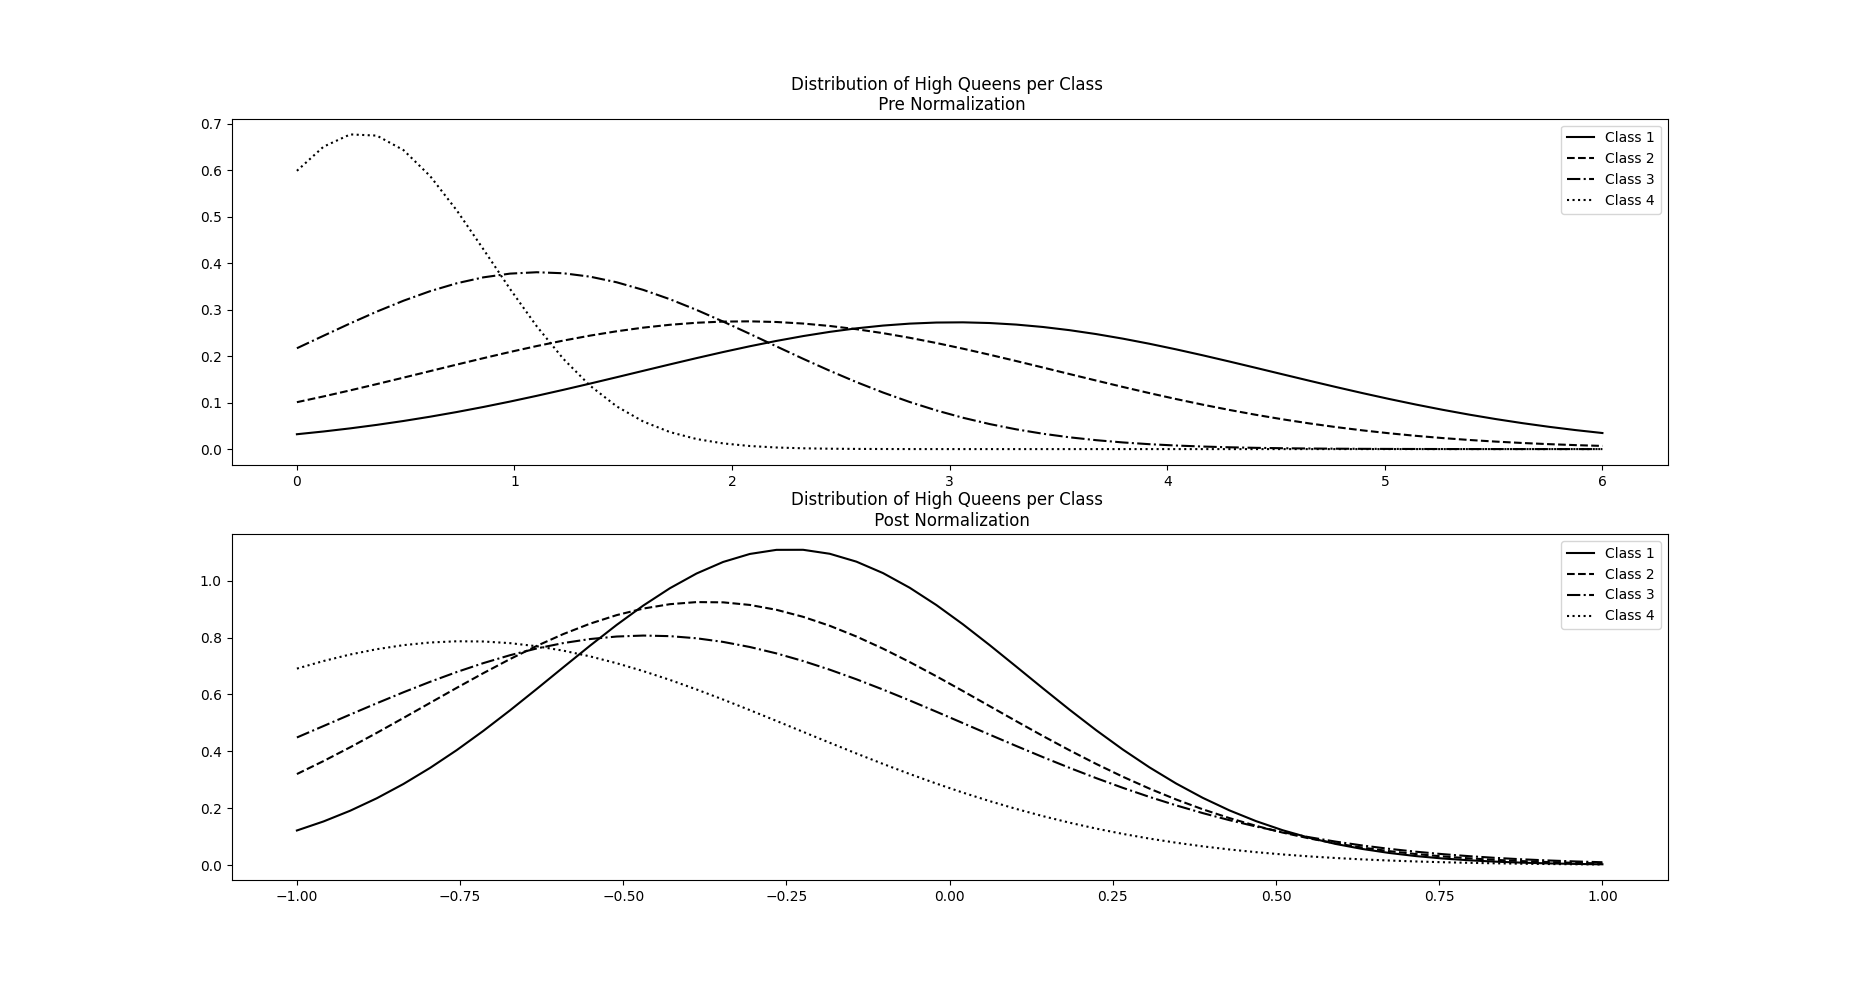 Distribution of High Queens per Class
Pre Normalization
0.7
0.6
0.5
0.4
0.3
0.2
0.1
0.0
Class 1
Class 2
Class 3
Class 4
0 1 2 3 4 5 6
Distribution of High Queens per Class
Post Normalization
1.0
0.8
0.6
0.4
0.2
0.0
Class 1
Class 2
Class 3
Class 4
−1.00 −0.75 −0.50 −0.25 0.00 0.25 0.50 0.75 1.00